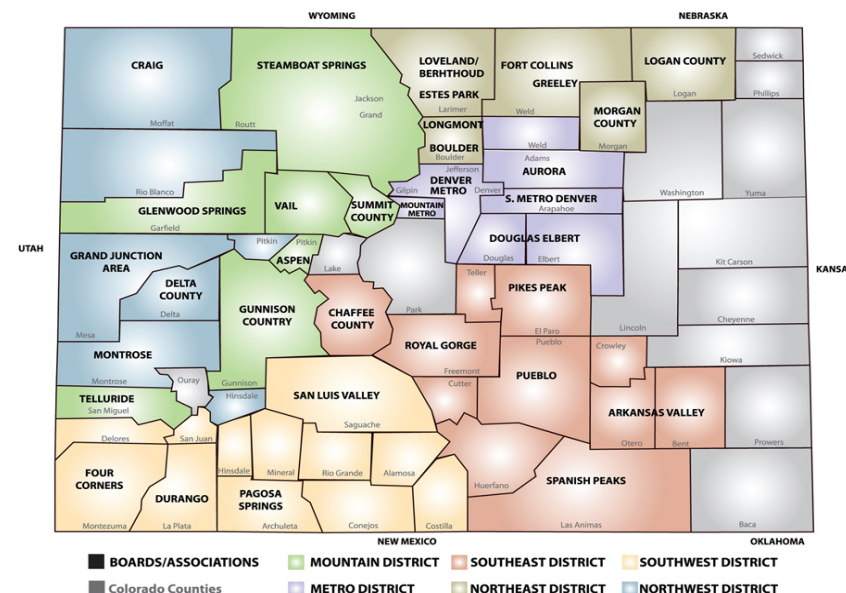 WYOMING
NEBRASKA
CRAIG
Moffat
STEAMBOAT SPRINGS
Jackson
Grand
Routt
LOVELAND/
BERHTHOUD
ESTES PARK
Larimer
FORT COLLINS
GREELEY
Weld
LOGAN COUNTY
Logan
Sedwick
Phillips
MORGAN
COUNTY
Morgan
LONGMONT
BOULDER
Boulder
Weld
Rio Blanco
Jefferson
Adams
AURORA
Washington
Yuma
DENVER
METRO
Gilpin
Denver
GLENWOOD SPRINGS
Garfield
VAIL
SUMMIT
COUNTY
MOUNTAIN
METRO
S. METRO DENVER
Arapahoe
UTAH
GRAND JUNCTION
AREA
Mesa
Pitkin
Pitkin
ASPEN
Lake
DOUGLAS
ELBERT
Douglas
Elbert
Kit Carson
KANSA
DELTA
COUNTY
Delta
GUNNISON
COUNTRY
Gunnison
CHAFFEE
COUNTY
Park
Teller
PIKES PEAK
El Paro
Lincoln
Cheyenne
MONTROSE
Montrose
Ouray
ROYAL GORGE
Freemont
Pueblo
PUEBLO
Crowley
Kiowa
TELLURIDE
San Miguel
Hinsdale
SAN LUIS VALLEY
Saguache
Cutter
ARKANSAS VALLEY
Otero
Bent
Prowers
Delores
San Juan
FOUR
CORNERS
Montezuma
DURANGO
La Plata
Hinsdale
Mineral
Rio Grande
Alamosa
PAGOSA
SPRINGS
Archuleta
Conejos
Costilla
Huerfano
SPANISH PEAKS
Las Animas
Baca
NEW MEXICO
OKLAHOMA
BOARDS/ASSOCIATIONS
MOUNTAIN DISTRICT
SOUTHEAST DISTRICT
SOUTHWEST DISTRICT
Colorado Counties
METRO DISTRICT
NORTHEAST DISTRICT
NORTHWEST DISTRICT